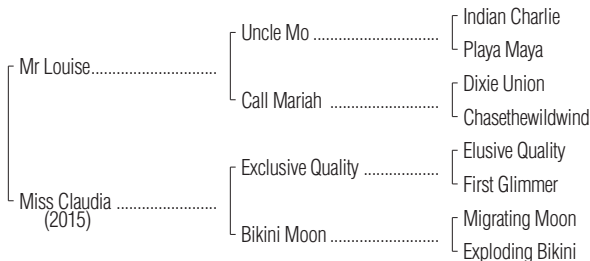 Indian Charlie
Uncle Mo ....................................
Playa Maya
Mr Louise....................................
Dixie Union
Call Mariah ...............................
Chasethewildwind
Elusive Quality
Exclusive Quality .....................
First Glimmer
Miss Claudia ............................
(2015)
Migrating Moon
Bikini Moon ...............................
Exploding Bikini